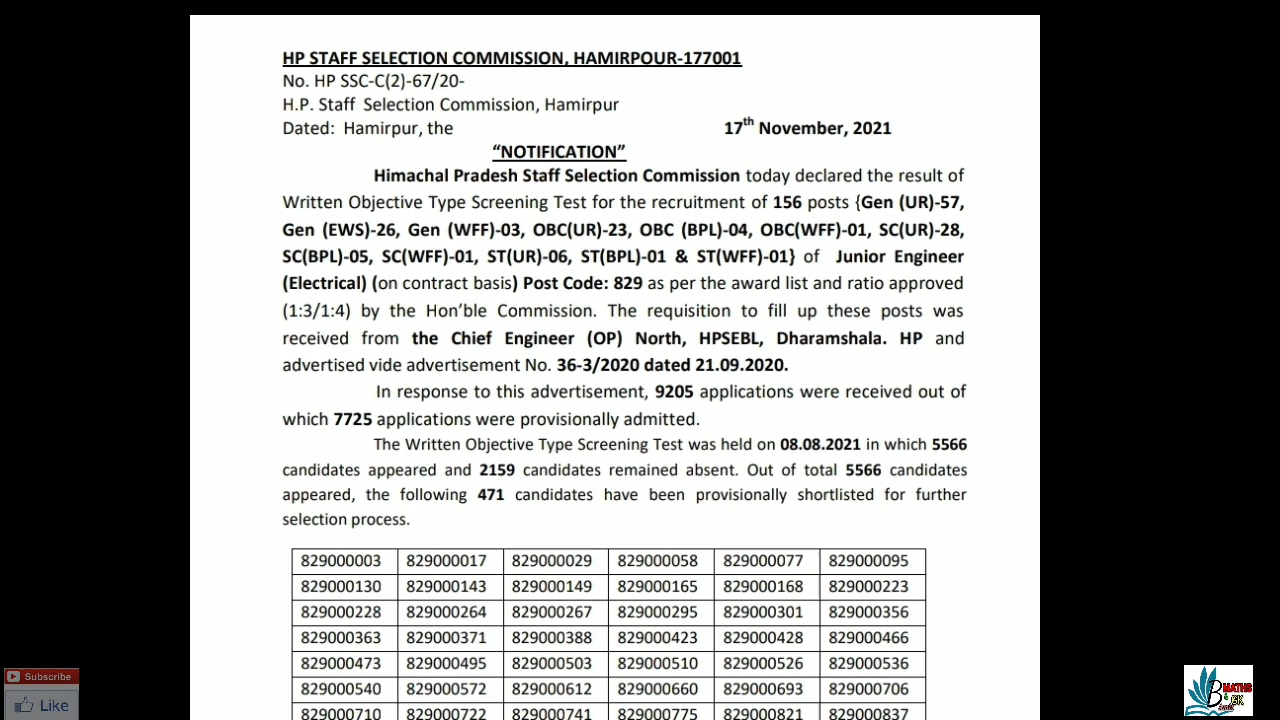 HP STAFF SELECTION COMMISSION, HAMIRPOUR-177001
No. HP SSC-C(2)-67/20-
H.P. Staff Selection Commission, Hamirpur
Dated: Hamirpur, the 17th November, 2021
“NOTIFICATION”
Himachal Pradesh Staff Selection Commission today declared the result of
Written Objective Type Screening Test for the recruitment of 156 posts {Gen (UR)-57,
Gen (EWS)-26, Gen (WFF)-03, OBC(UR)-23, OBC (BPL)-04, OBC(WFF)-01, SC(UR)-28,
SC(BPL)-05, SC(WFF)-01, ST(UR)-06, ST(BPL)-01 & ST(WFF)-01} of Junior Engineer
(Electrical) (on contract basis) Post Code: 829 as per the award list and ratio approved
(1:3/1:4) by the Hon’ble Commission. The requisition to fill up these posts was
received from the Chief Engineer (OP) North, HPSEBL, Dharamshala. HP and
advertised vide advertisement No. 36-3/2020 dated 21.09.2020.
In response to this advertisement, 9205 applications were received out of
which 7725 applications were provisionally admitted.
The Written Objective Type Screening Test was held on 08.08.2021 in which 5566
candidates appeared and 2159 candidates remained absent. Out of total 5566 candidates
appeared, the following 471 candidates have been provisionally shortlisted for further
selection process.
829000003 829000017 829000029 829000058 829000077 829000095
829000130 829000143 829000149 829000165 829000168 829000223
829000228 829000264 829000267 829000295 829000301 829000356
829000363 829000371 829000388 829000423 829000428 829000466
829000473 829000495 829000503 829000510 829000526 829000536
829000540 829000572 829000612 829000660 829000693 829000706
829000710 829000722 829000741 829000775 829000821 829000837
Subscribe
Like
MATHS
GK